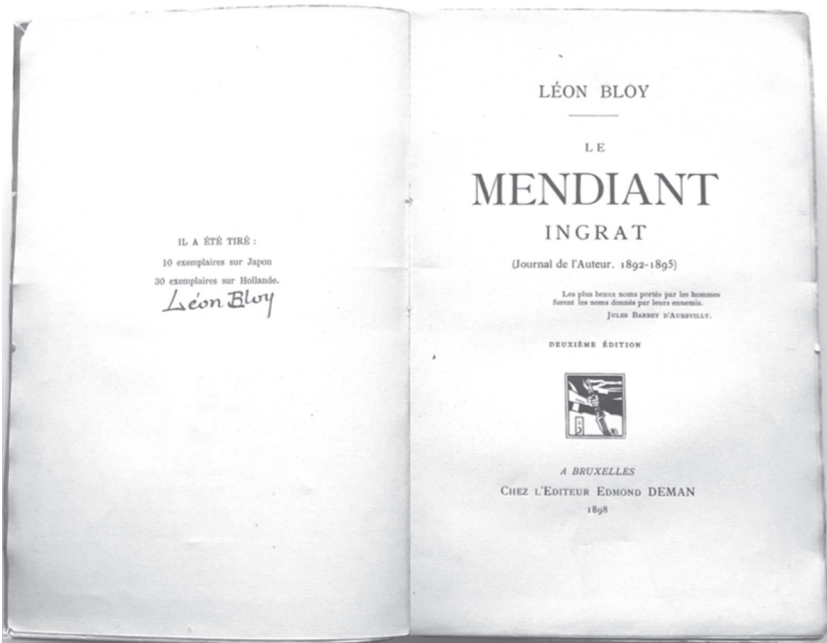 IL A ÉTÉ TIRÉ :
10 exemplaires sur Japon
30 exemplaires sur Hollande.
Léon Bloy
LÉON BLOY
LE
MENDIANT
INGRAT
(Journal de l'Auteur. 1892-1895)
Les plus beaux noms portés par les hommes
furent les noms donnés par leurs ennemis.
JULES BARBEY D'AUREVILLY.
DEUXIÈME ÉDITION
A BRUXELLES
CHEZ L'EDITEUR EDMOND DEMAN
1898